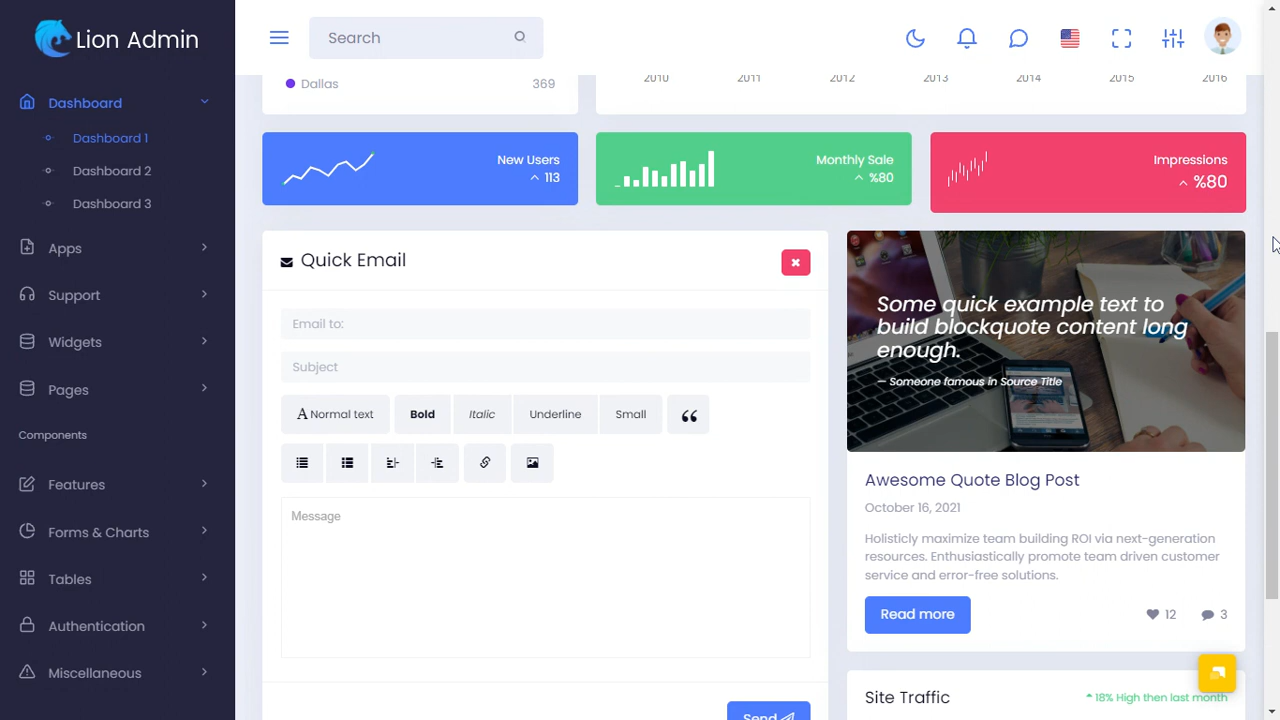 Lion Admin
Search
Dashboard
Dashboard 1
Dashboard 2
Dashboard 3
Apps
Support
Widgets
Pages
Components
Features
Forms & Charts
Tables
Authentication
Miscellaneous
Dallas 369
2010 2011 2012 2013 2014 2015 2016
New Users
113
Monthly Sale
%80
Impressions
%80
Quick Email
Email to:
Subject
A Normal text Bold Italic Underline Small
Message
Send
Some quick example text to
build blockquote content long
enough.
— Someone famous in Source Title
Awesome Quote Blog Post
October 16, 2021
Holisticly maximize team building ROI via next-generation
resources. Enthusiastically promote team driven customer
service and error-free solutions.
Read more 12 3
Site Traffic 18% High then last month